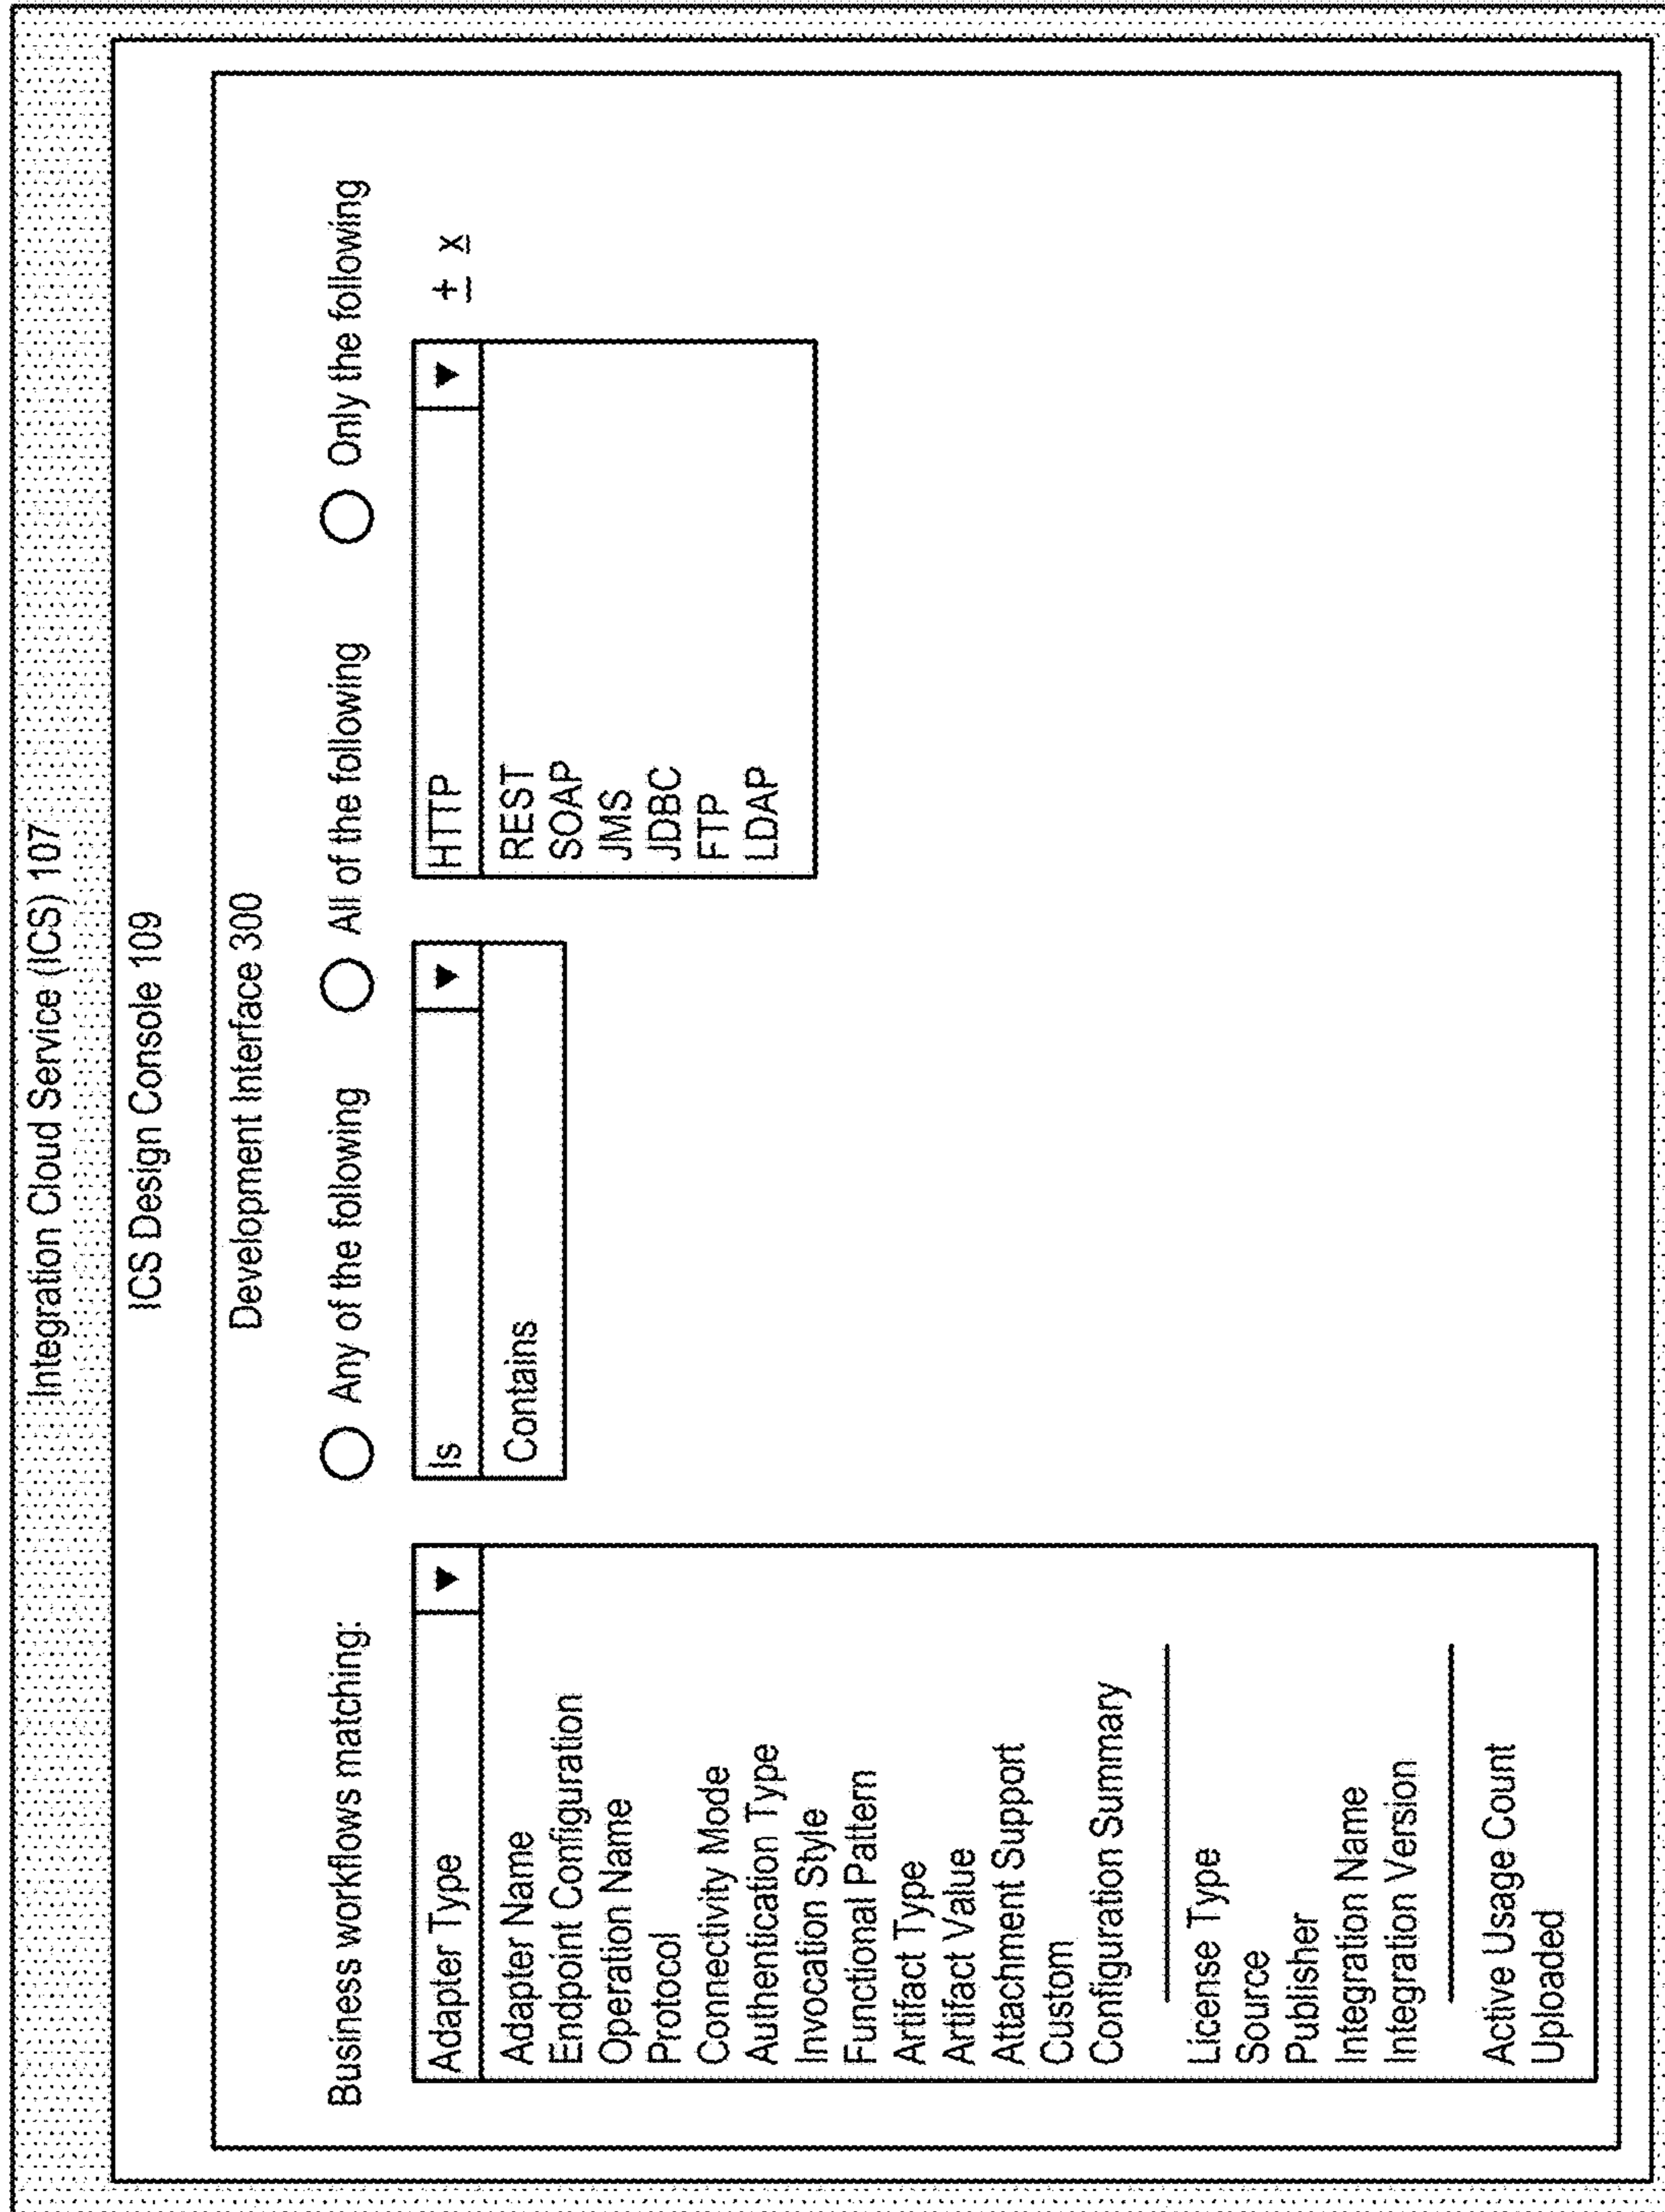 Integration Cloud Service (ICS) 107
ICS Design Console 109
Development Interface 300
Business workflows matching:
Any of the following
All of the following
Only the following
Adapter Type
Adapter Name
Endpoint Configuration
Operation Name
Protocol
Connectivity Mode
Authentication Type
Invocation Style
Functional Pattern
Artifact Type
Artifact Value
Attachment Support
Custom
Configuration Summary
License Type
Source
Publisher
Integration Name
Integration Version
Active Usage Count
Uploaded
Is
Contains
HTTP
REST
SOAP
JMS
JDBC
FTP
LDAP
+ x